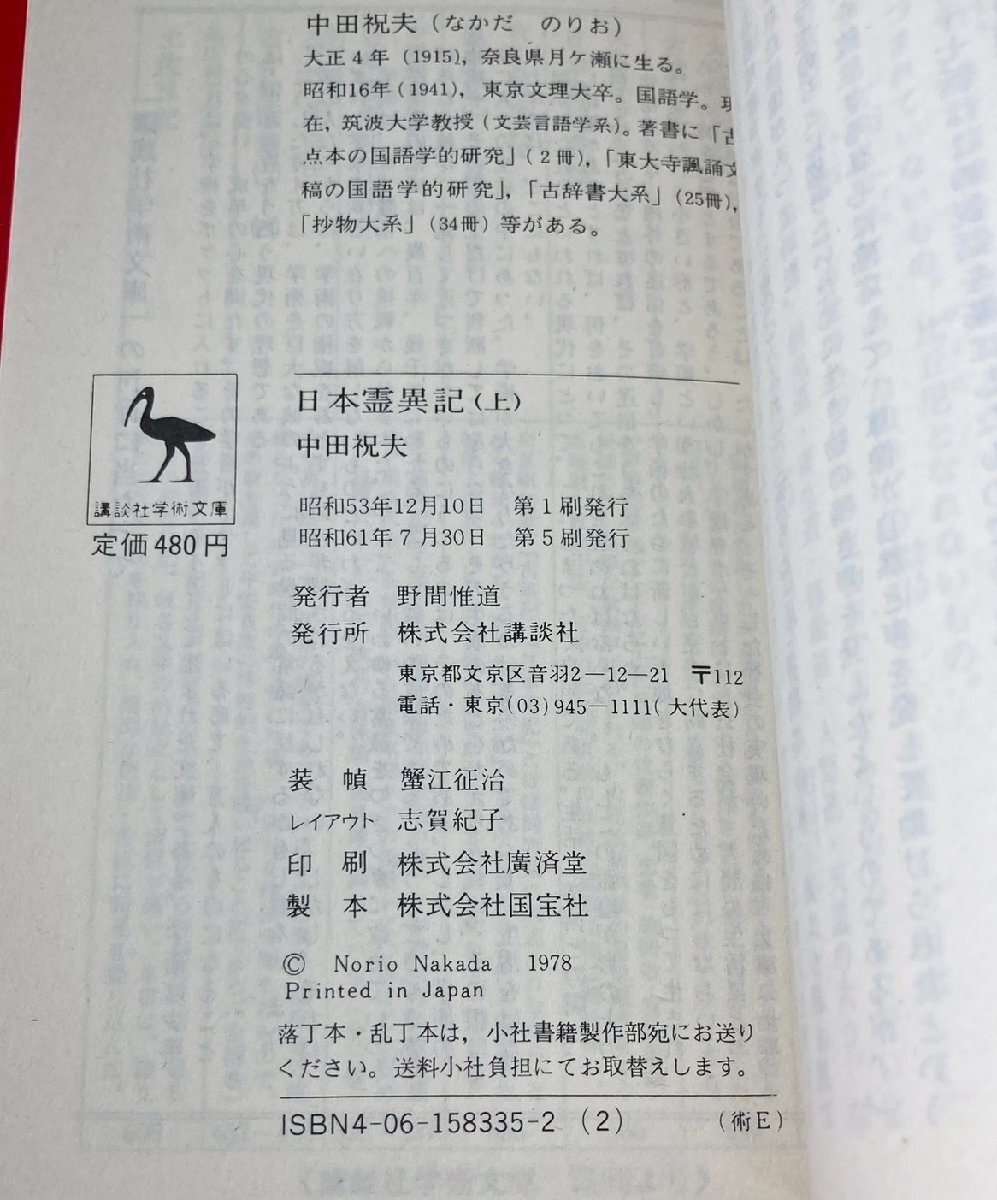 中田祝夫(なかだ のりお)
大正4年(1915), 奈良県月ケ瀬に生る。
昭和16年(1941), 東京文理大卒。国語学。現
在, 筑波大学教授(文芸言語学系)。著書に「古
点本の国語学的研究」(2冊),「東大寺諷誦文
稿の国語学的研究」,「古辞書大系」(25冊),
「抄物大系」(34冊)等がある。
講談社学術文庫
定価480円
日本霊異記(上)
中田祝夫
昭和53年12月10日 第1刷発行
昭和61年7月30日 第5刷発行
発行者 野間惟道
発行所 株式会社講談社
東京都文京区音羽2—12—21 〒112
電話・東京(03)945—1111(大代表)
装幀 蟹江征治
レイアウト 志賀紀子
印刷 株式会社廣済堂
製本 株式会社国宝社
© Norio Nakada 1978
Printed in Japan
落丁本・乱丁本は, 小社書籍製作部宛にお送り
ください。送料小社負担にてお取替えします。
ISBN4-06-158335-2 (2)
(術E)